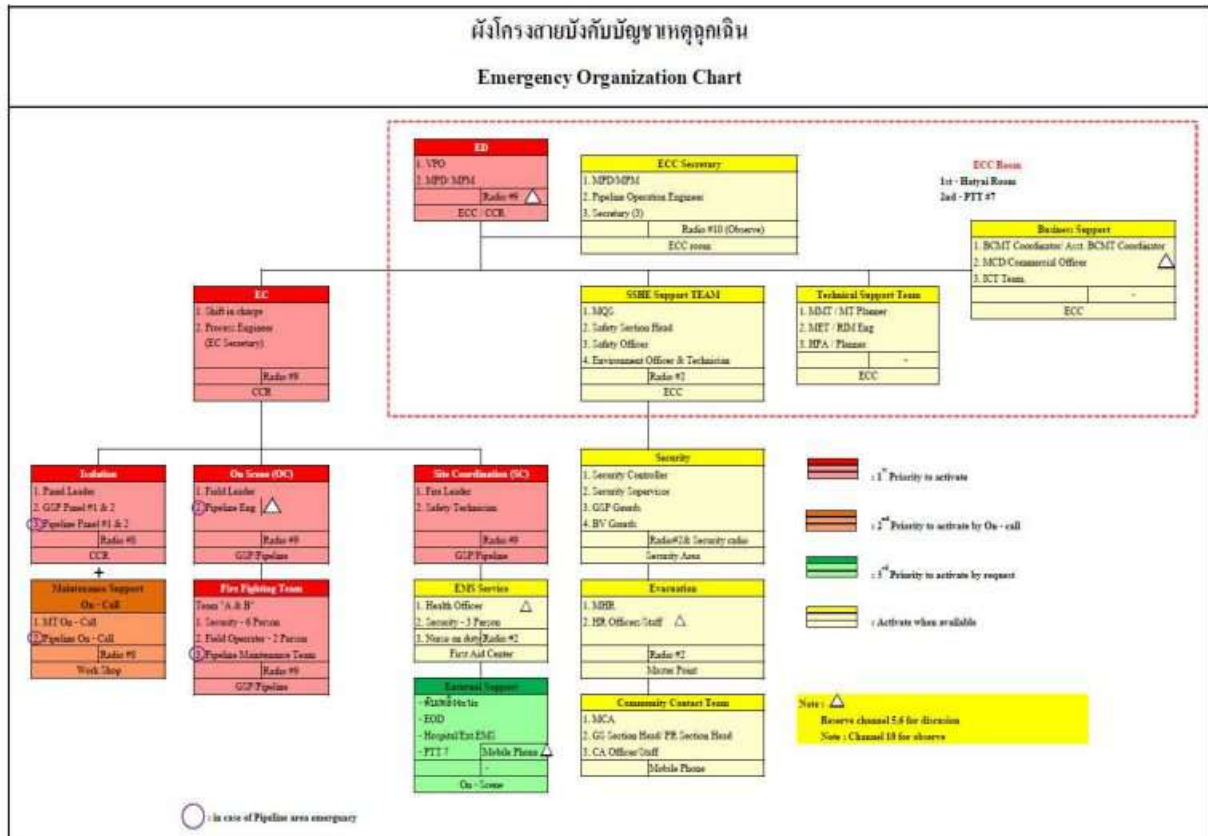 ผังโครงสายบังคับบัญชาเหตุฉุกเฉิน
Emergency Organization Chart
ED
1. VPO
2. MPD/ MPM
Radio #9
ECC / CCR
ECC Secretary
1. MPD/MPM
2. Pipeline Operation Engineer
3. Secretary (3)
Radio #10 (Observe)
ECC room
ECC Room
1st - Hatyai Room
2nd - PTT #7
Business Support
1. BCMT Coordinator/ Asst. BCMT Coordinator
2. MCD/Commercial Officer
3. ICT Team,
-
ECC
EC
1. Shift in charge
2. Process Engineer
(EC Secretary)
Radio #9
CCR
SSHE Support TEAM
1. MQS
2. Safety Section Head
3. Safety Officer
4. Environment Officer & Technician
Radio #2
ECC
Technical Support Team
1. MMT / MT Planner
2. MET / RIM Eng
3. HPA / Planner
-
ECC
Isolation
1. Panel Leader
2. GSP Panel #1 & 2
3. Pipeline Panel #1 & 2
Radio #8
CCR
+
Maintenance Support
On - Call
1. MT On - Call
2. Pipeline On - Call
Radio #8
Work Shop
On Scene (OC)
1. Field Leader
2. Pipeline Eng
Radio #9
GSP/Pipeline
Fire Fighting Team
Team "A & B"
1. Security - 6 Person
2. Field Operator - 2 Person
3. Pipeline Maintenance Team
Radio #9
GSP/Pipeline
Site Coordination (SC)
1. Fire Leader
2. Safety Technician
Radio #9
GSP/Pipeline
EMS Service
1. Health Officer
2. Security - 3 Person
3. Nurse on duty
Radio #2
First Aid Center
External Support
- EOD
- Hospital/Ext.EMS
- PTT 7
Mobile Phone
-
On - Scene
Security
1. Security Controller
2. Security Supervisor
3. GSP Guards
4. BV Guards
Radio#2& Security radio
Security Area
Evacuation
1. MHR
2. HR Officer/Staff
Radio #2
Muster Point
Community Contact Team
1. MCA
2. GS Section Head/ PR Section Head
3. CA Officer/Staff
Mobile Phone
: 1st Priority to activate
: 2nd Priority to activate by On - call
: 3rd Priority to activate by request
: Activate when available
Note :
Reserve channel 5,6 for discusion
Note : Channel 10 for observe
: in case of Pipeline area emergency